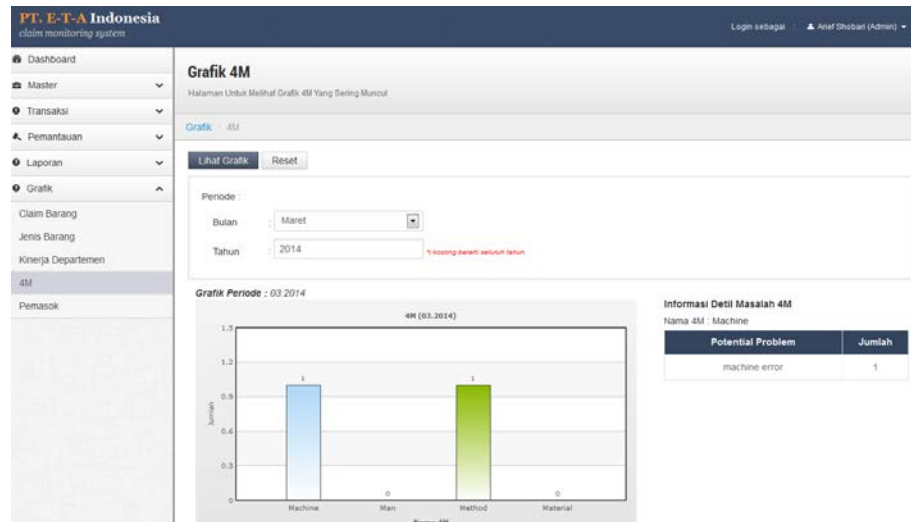 PT. E-T-A Indonesia
claim monitoring system
Login sebagai : Arief Shobari (Admin)
Dashboard
Master
Transaksi
Pemantauan
Laporan
Grafik
Claim Barang
Jenis Barang
Kinerja Departemen
4M
Pemasok
Grafik 4M
Halaman Untuk Melihat Grafik 4M Yang Sering Muncul
Grafik 4M
Lihat Grafik Reset
Periode :
Bulan : Maret
Tahun : 2014 *) kosong berarti seluruh tahun
Grafik Periode : 03.2014
4M (03.2014)
1.5
1.2
0.9
0.6
0.3
0
Jumlah
1
0
1
0
Machine Man Method Material
Nama 4M
Informasi Detil Masalah 4M
Nama 4M : Machine
Potential Problem Jumlah
machine error 1